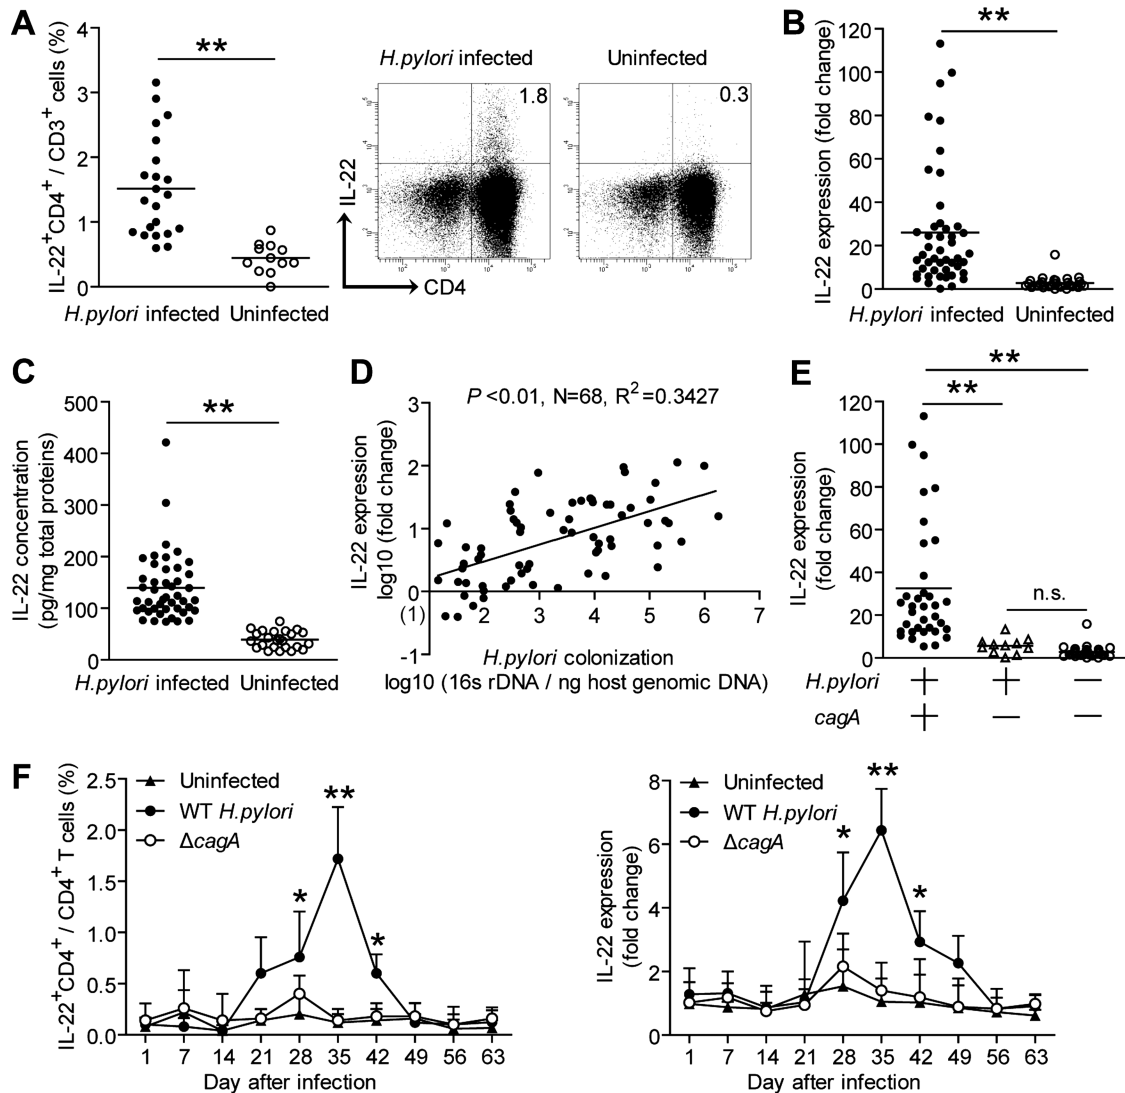 A
IL-22+CD4+ / CD3+ cells (%)
4
3
2
1
0
**
H.pylori infected
Uninfected
H.pylori infected
Uninfected
1.8
0.3
IL-22
CD4
10² 10³ 10⁴ 10⁵
10² 10³ 10⁴ 10⁵
B
IL-22 expression (fold change)
120
100
80
60
40
20
0
**
H.pylori infected
Uninfected
C
IL-22 concentration
(pg/mg total proteins)
500
400
300
200
100
0
**
H.pylori infected
Uninfected
D
P <0.01, N=68, R²=0.3427
IL-22 expression
log10 (fold change)
3
2
1
0
-1
(1) 2 3 4 5 6 7
H.pylori colonization
log10 (16s rDNA / ng host genomic DNA)
E
IL-22 expression
(fold change)
120
100
80
60
40
20
0
**
**
n.s.
H.pylori + + —
cagA + — —
F
IL-22+CD4+ / CD4+ T cells (%)
2.5
2.0
1.5
1.0
0.5
0.0
Uninfected
WT H.pylori
ΔcagA
*
**
*
1 7 14 21 28 35 42 49 56 63
Day after infection
IL-22 expression
(fold change)
8
6
4
2
0
Uninfected
WT H.pylori
ΔcagA
*
**
*
1 7 14 21 28 35 42 49 56 63
Day after infection